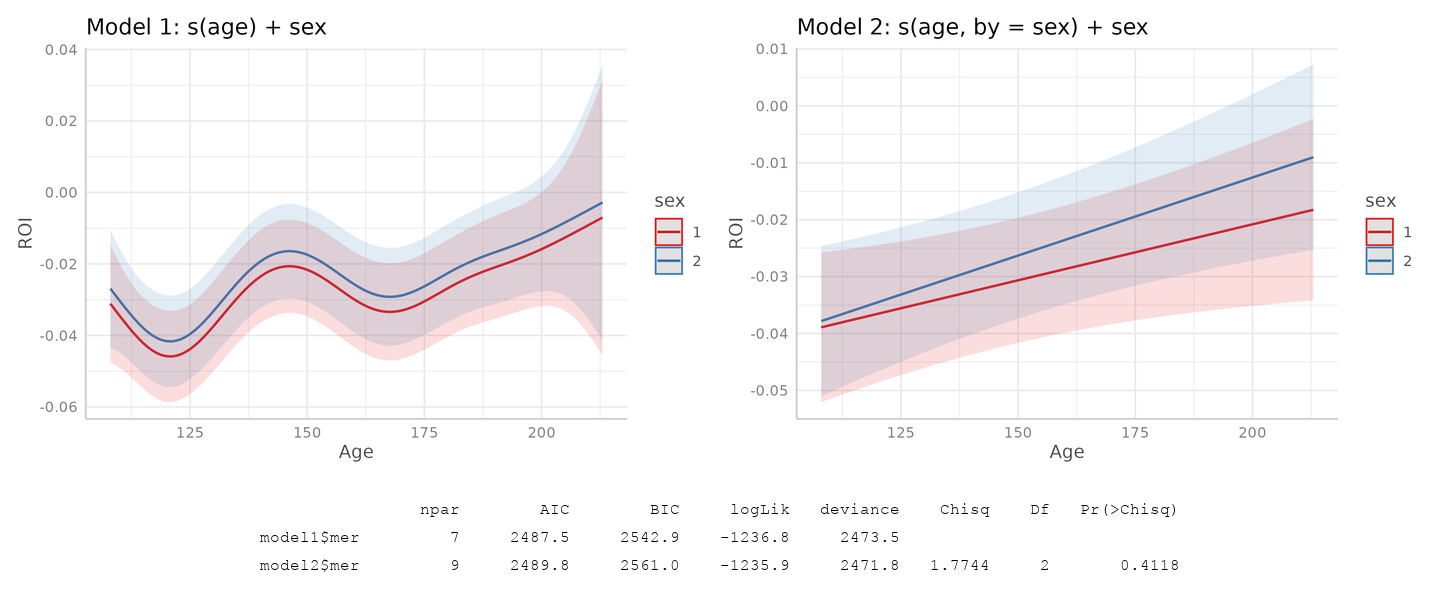 Model 1: s(age) + sex
0.04
0.02
0.00
-0.02
-0.04
-0.06
ROI
125 150 175 200
Age
sex
1
2
Model 2: s(age, by = sex) + sex
0.01
0.00
-0.01
-0.02
-0.03
-0.04
-0.05
ROI
125 150 175 200
Age
sex
1
2
npar AIC BIC logLik deviance Chisq Df Pr(>Chisq)
model1$mer 7 2487.5 2542.9 -1236.8 2473.5
model2$mer 9 2489.8 2561.0 -1235.9 2471.8 1.7744 2 0.4118